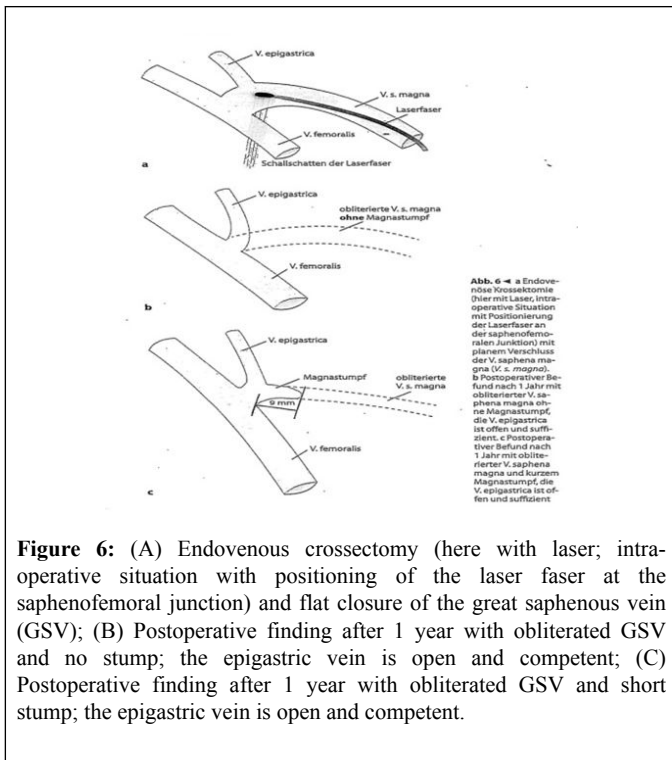 V. epigastrica
V. s. magna
Laserfaser
V. femoralis
a
Schallschatten der Laserfaser
V. epigastrica
obliterierte V. s. magna
ohne Magnastumpf
V. femoralis
b
V. epigastrica
Magnastumpf
obliterierte
V. s. magna
9 mm
V. femoralis
c
Abb. 6 ◄ a Endove-
nöse Krossektomie
(hier mit Laser, intra-
operative Situation
mit Positionierung
der Laserfaser an
der saphenofemo-
ralen Junktion) mit
planem Verschluss
der V. saphena ma-
gna (V. s. magna).
b Postoperativer Be-
fund nach 1 Jahr mit
obliterierter V. sa-
phena magna oh-
ne Magnastumpf,
die V. epigastrica
ist offen und suffi-
zient. c Postopera-
tiver Befund nach
1 Jahr mit oblite-
rierter V. saphena
magna und kurzem
Magnastumpf, die
V. epigastrica ist of-
fen und suffizient
Figure 6: (A) Endovenous crossectomy (here with laser; intra-
operative situation with positioning of the laser faser at the
saphenofemoral junction) and flat closure of the great saphenous vein
(GSV); (B) Postoperative finding after 1 year with obliterated GSV
and no stump; the epigastric vein is open and competent; (C)
Postoperative finding after 1 year with obliterated GSV and short
stump; the epigastric vein is open and competent.